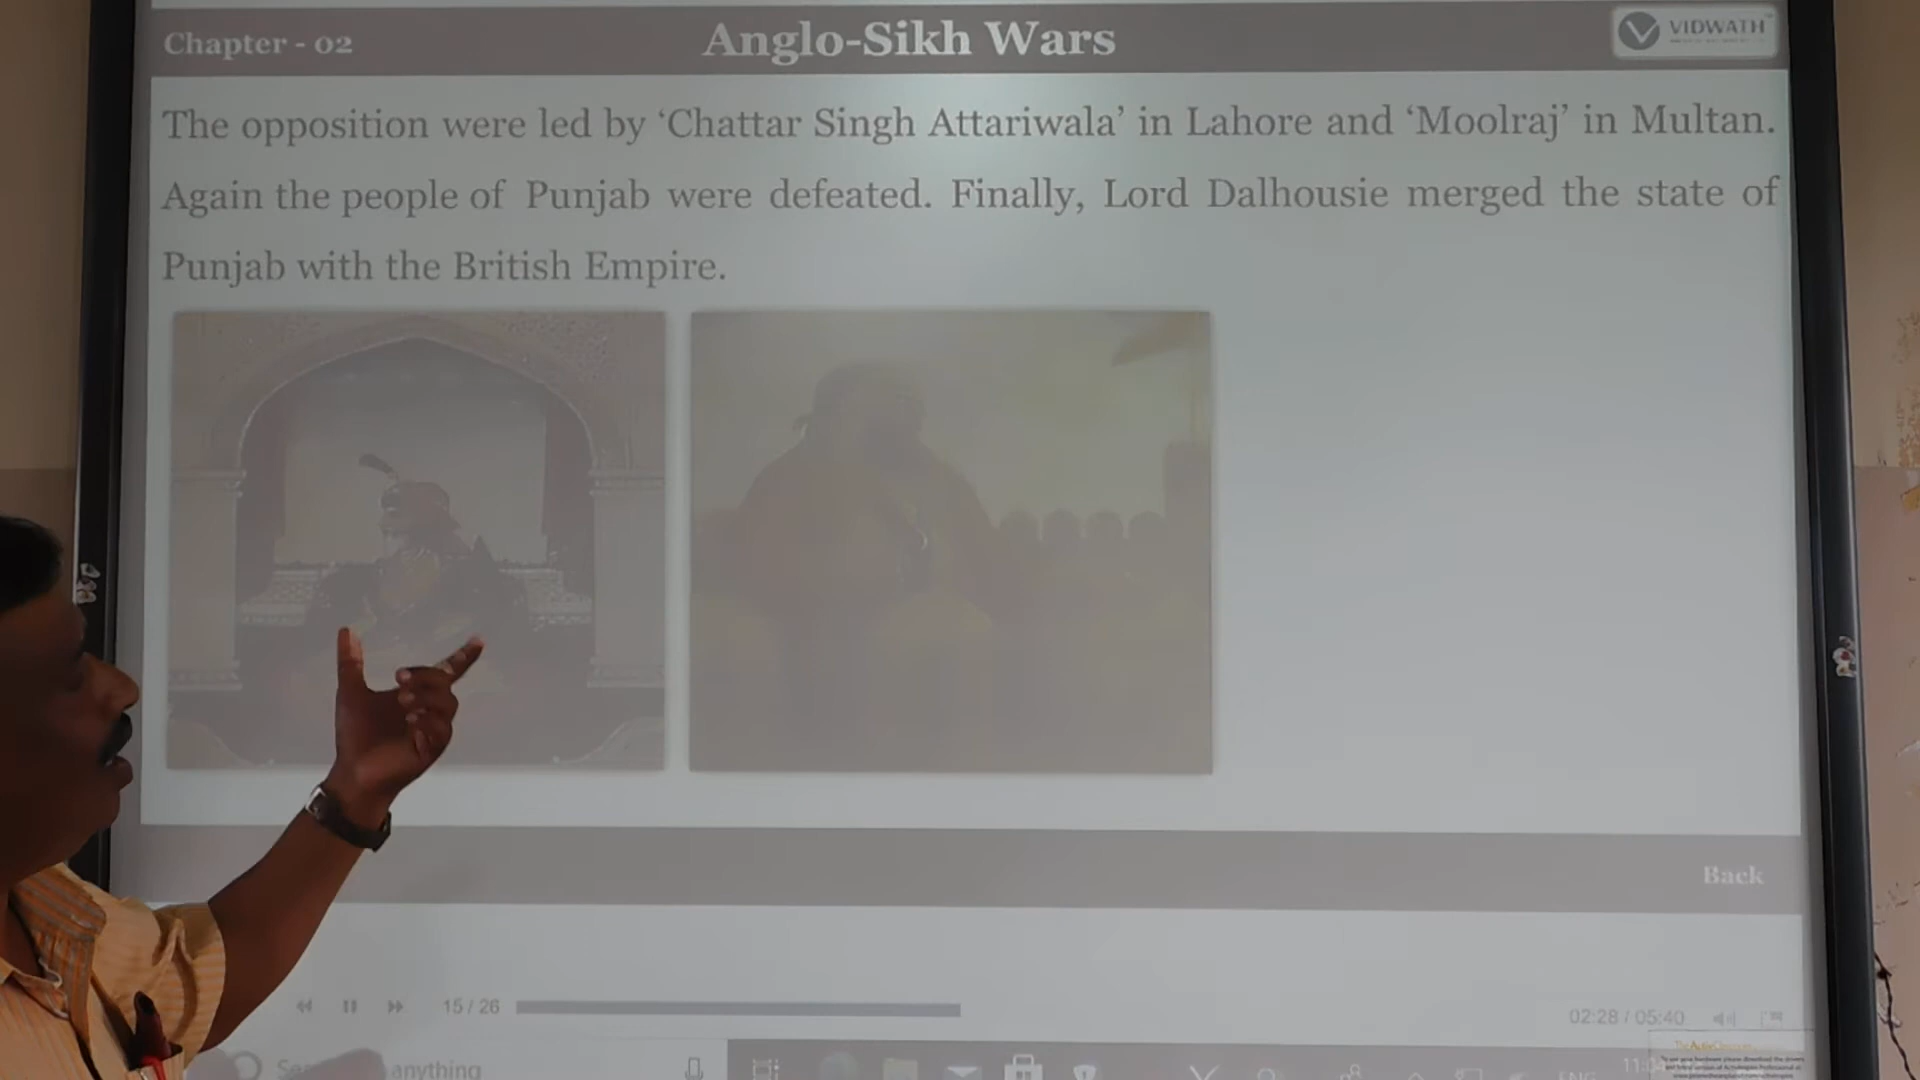 Chapter - 02
Anglo-Sikh Wars
VIDWATH
The opposition were led by ‘Chattar Singh Attariwala’ in Lahore and ‘Moolraj’ in Multan.
Again the people of Punjab were defeated. Finally, Lord Dalhousie merged the state of
Punjab with the British Empire.
Back
15 / 26
02:28 / 05:40
anything
ENG